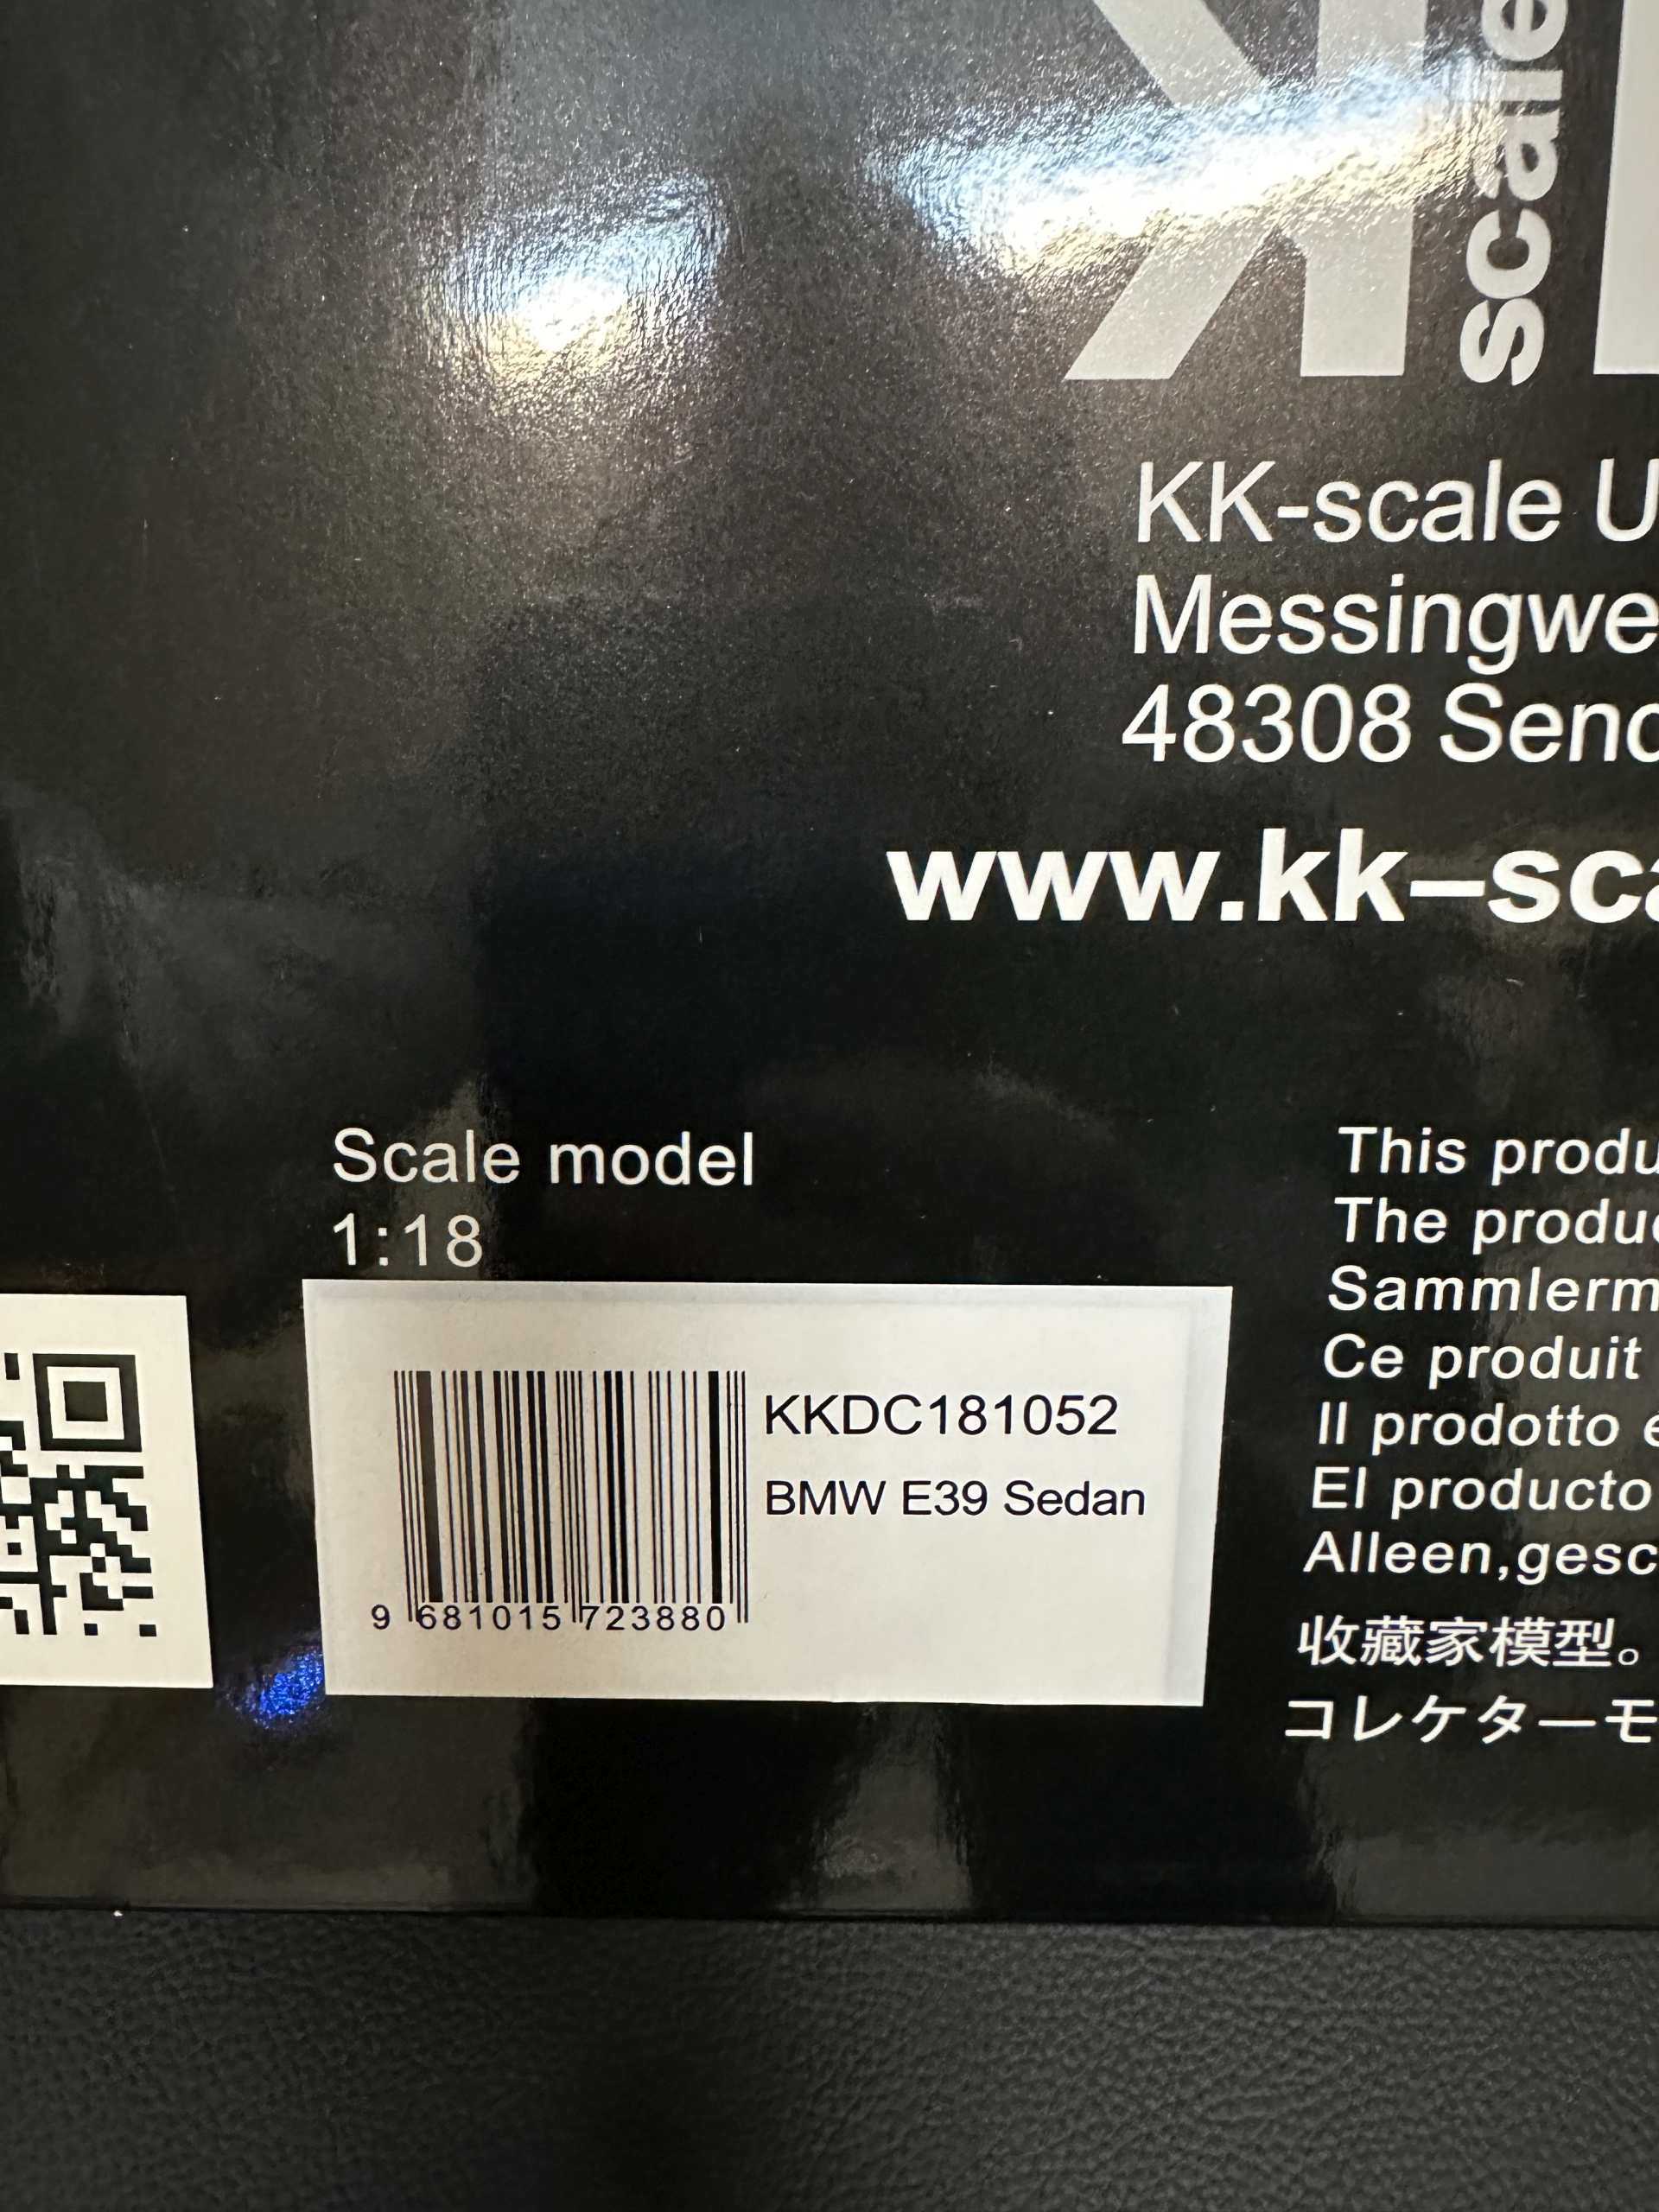 K scale
KK-scale U
Messingwe
48308 Send
www.kk–sca
Scale model
1:18
KKDC181052
BMW E39 Sedan
9 681015 723880
This produ
The produc
Sammlerm
Ce produit
Il prodotto è
El producto
Alleen,gesc
收藏家模型。
コレケターモ